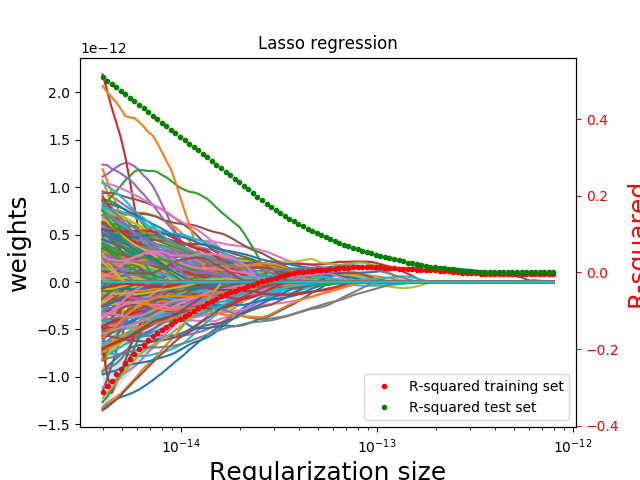 Lasso regression
1e−12
2.0
1.5
1.0
0.5
0.0
−0.5
−1.0
−1.5
weights
0.4
0.2
0.0
−0.2
−0.4
R-squared
R-squared training set
R-squared test set
10⁻¹⁴
10⁻¹³
10⁻¹²
Regularization size